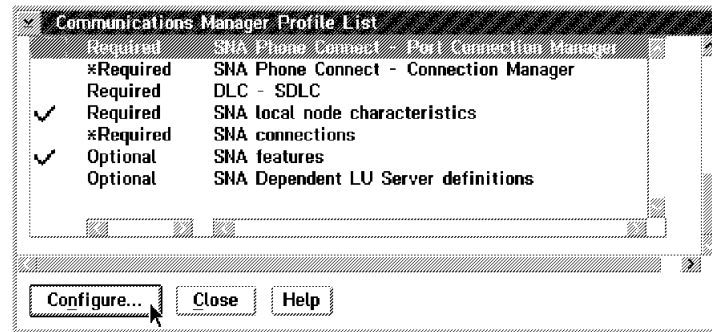 Communications Manager Profile List
Required SNA Phone Connect - Port Connection Manager
*Required SNA Phone Connect - Connection Manager
Required DLC - SDLC
Required SNA local node characteristics
*Required SNA connections
Optional SNA features
Optional SNA Dependent LU Server definitions
Configure... Close Help